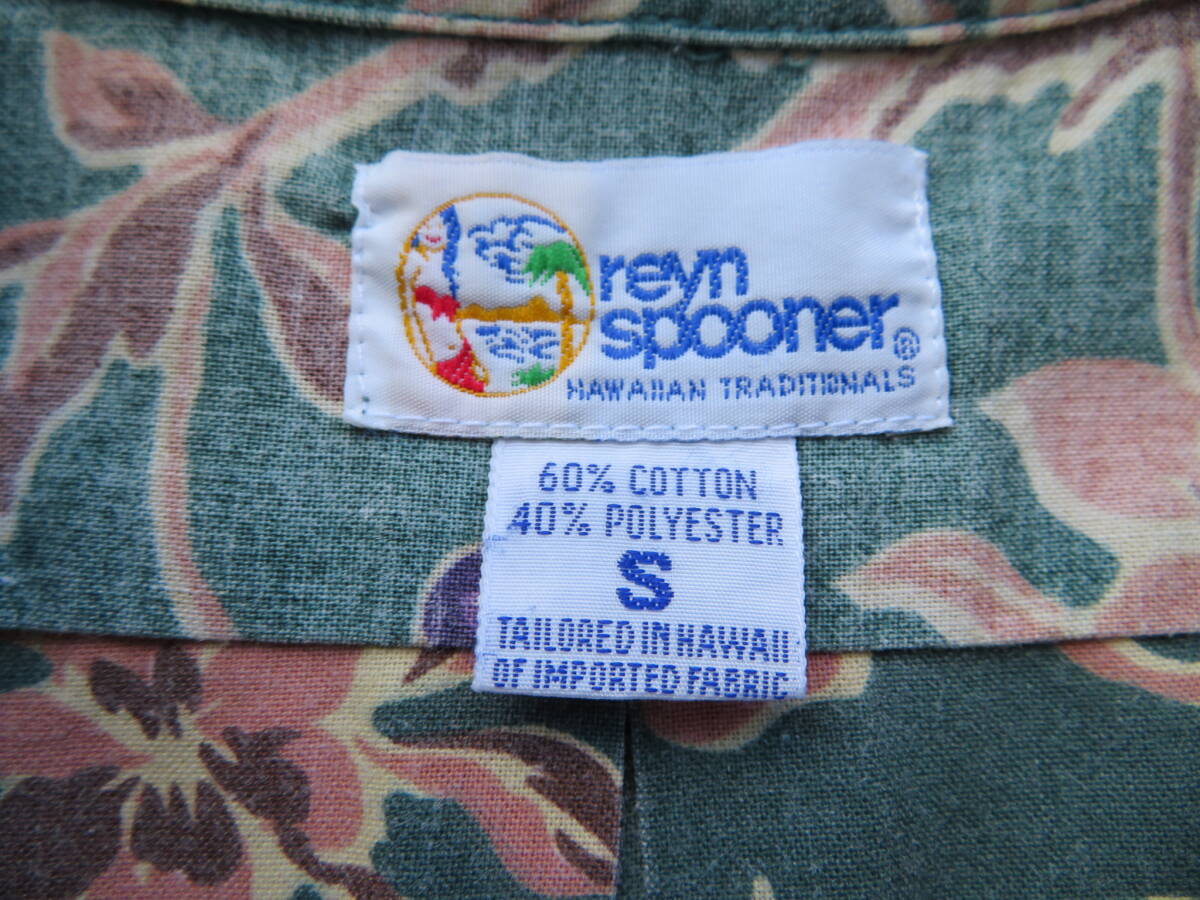 reyn
spooner®
HAWAIIAN TRADITIONALS
60% COTTON
40% POLYESTER
S
TAILORED IN HAWAII
OF IMPORTED FABRIC